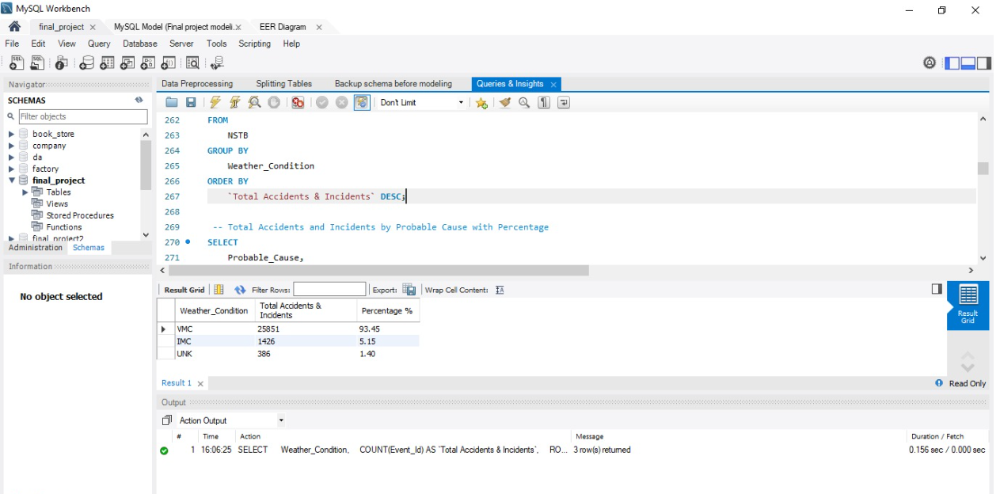 MySQL Workbench
final_project × MySQL Model (Final project modeli... × EER Diagram ×
File Edit View Query Database Server Tools Scripting Help
Navigator
Data Preprocessing Splitting Tables Backup schema before modeling Queries & Insights ×
SCHEMAS
Don't Limit
Filter objects
book_store
company
da
factory
final_project
Tables
Views
Stored Procedures
Functions
final_project2
Administration Schemas
Information
No object selected
262 FROM
263 NSTB
264 GROUP BY
265 Weather_Condition
266 ORDER BY
267 `Total Accidents & Incidents` DESC;
268
269 -- Total Accidents and Incidents by Probable Cause with Percentage
270 SELECT
271 Probable_Cause,
Result Grid Filter Rows: Export: Wrap Cell Content:
Weather_Condition Total Accidents & Incidents Percentage %
VMC 25851 93.45
IMC 1426 5.15
UNK 386 1.40
Result Grid
Result 1 × Read Only
Output
Action Output
# Time Action Message Duration / Fetch
1 16:06:25 SELECT Weather_Condition, COUNT(Event_Id) AS `Total Accidents & Incidents`, RO... 3 row(s) returned 0.156 sec / 0.000 sec